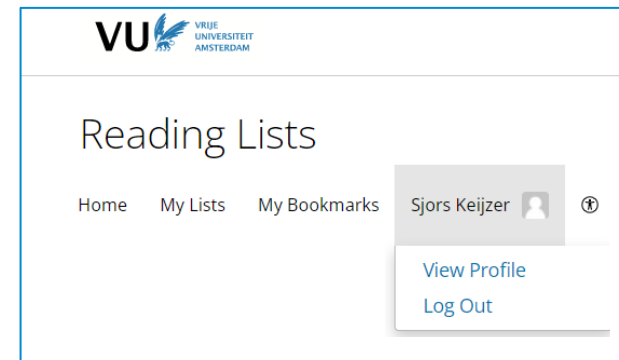 VU VRIJE
UNIVERSITEIT
AMSTERDAM
Reading Lists
Home My Lists My Bookmarks Sjors Keijzer
View Profile
Log Out